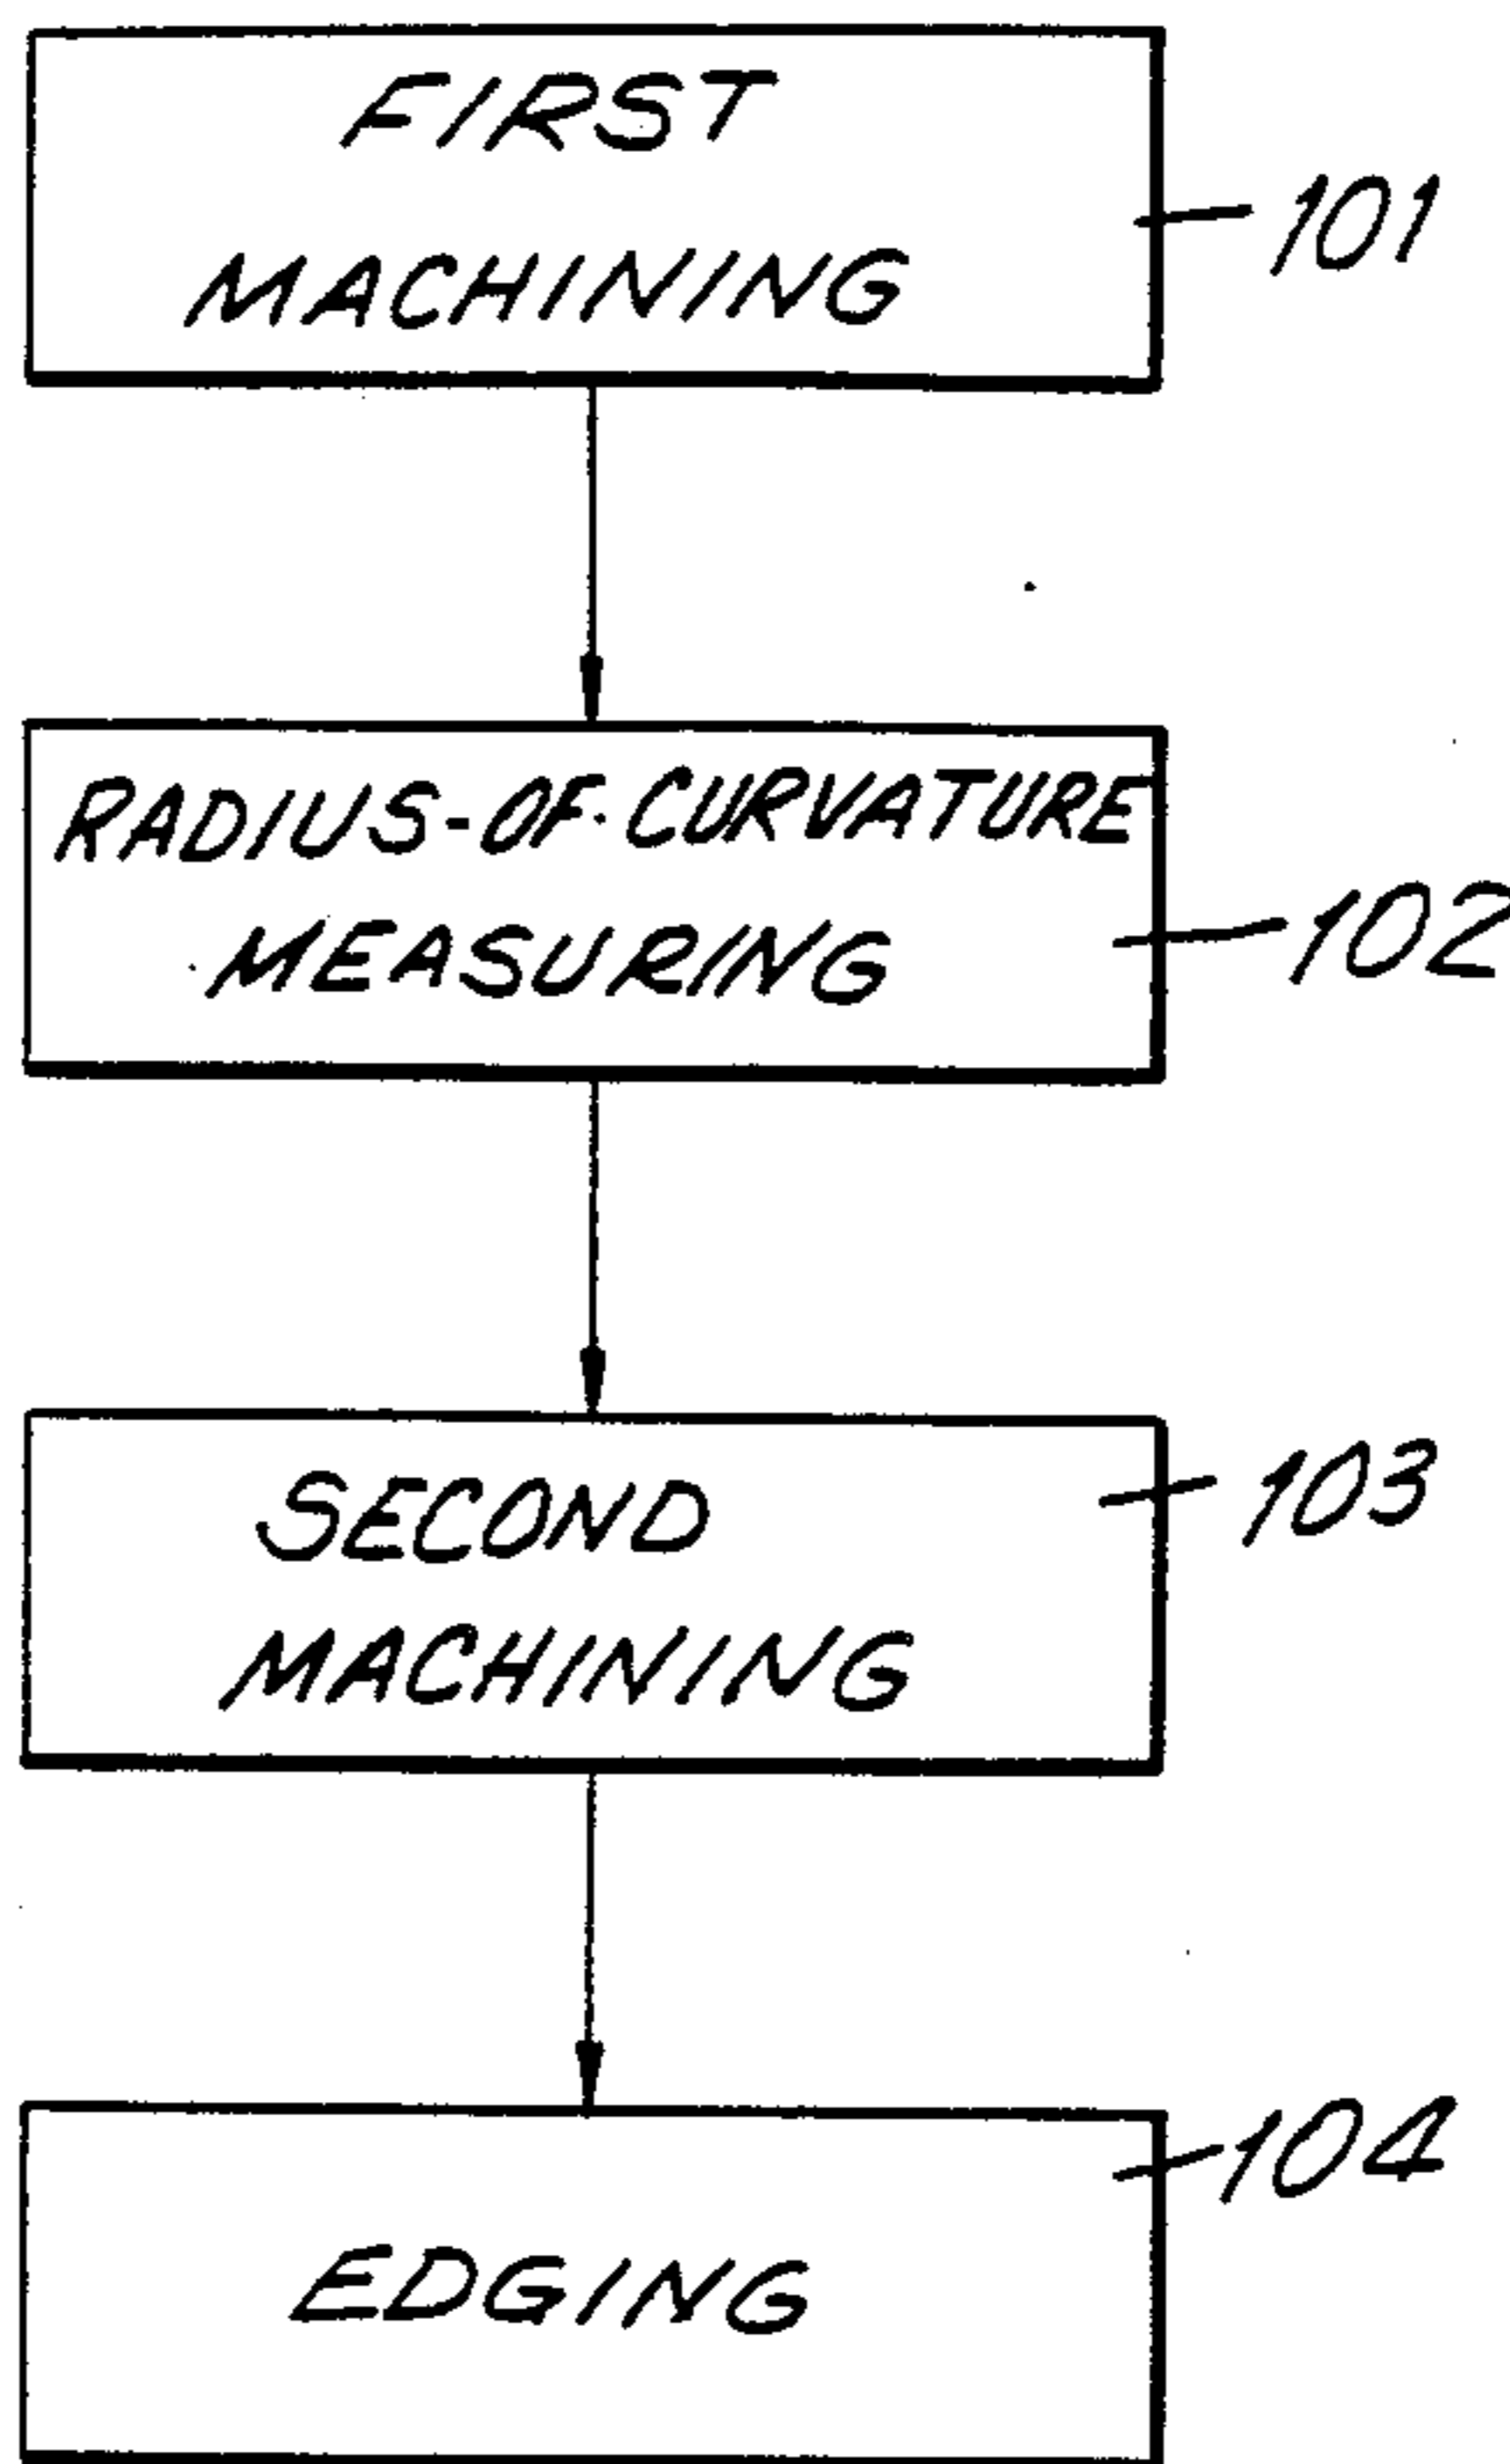 FIRST
MACHINING
101
RADIUS-OF-CURVATURE
MEASURING
102
SECOND
MACHINING
103
EDGING
104